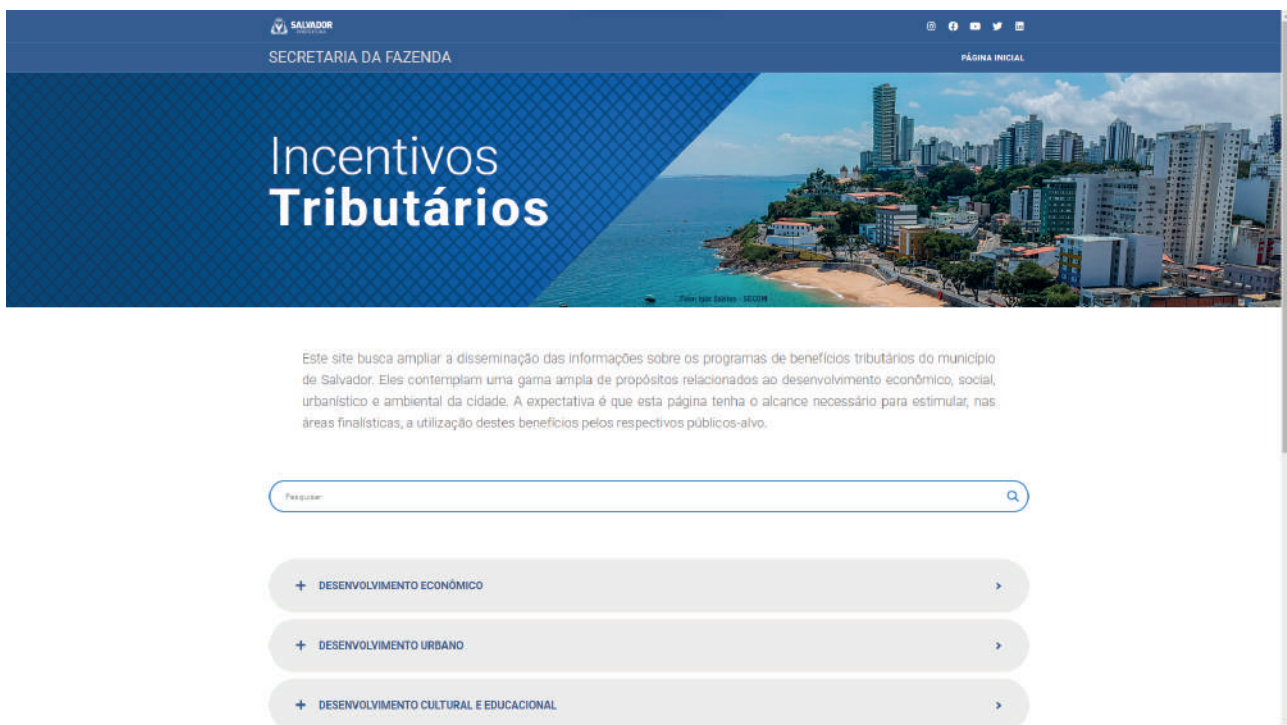 SALVADOR
PREFEITURA
SECRETARIA DA FAZENDA
PÁGINA INICIAL
Incentivos
Tributários
Este site busca ampliar a disseminação das informações sobre os programas de benefícios tributários do município
de Salvador. Eles contemplam uma gama ampla de propósitos relacionados ao desenvolvimento econômico, social,
urbanístico e ambiental da cidade. A expectativa é que esta página tenha o alcance necessário para estimular, nas
áreas finalísticas, a utilização destes benefícios pelos respectivos públicos-alvo.
Pesquisar
+ DESENVOLVIMENTO ECONÔMICO
+ DESENVOLVIMENTO URBANO
+ DESENVOLVIMENTO CULTURAL E EDUCACIONAL